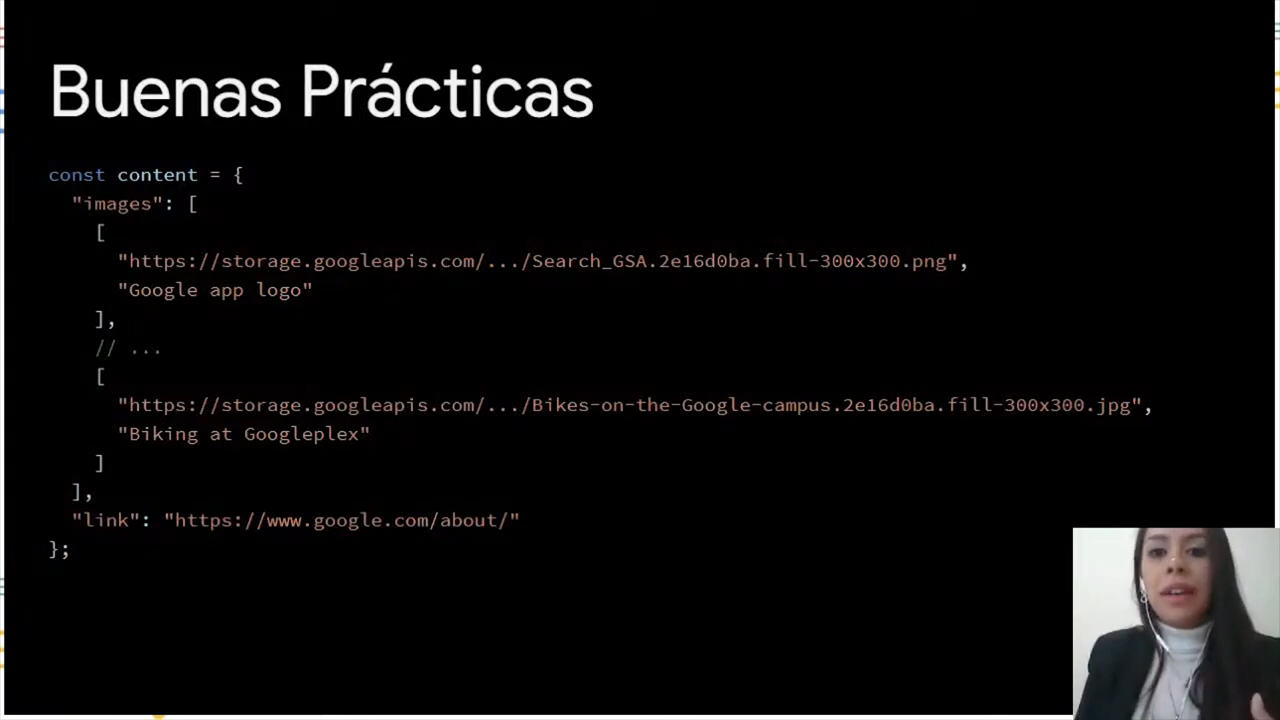 Buenas Prácticas
const content = {
"images": [
[
"https://storage.googleapis.com/.../Search_GSA.2e16d0ba.fill-300x300.png",
"Google app logo"
],
// ...
[
"https://storage.googleapis.com/.../Bikes-on-the-Google-campus.2e16d0ba.fill-300x300.jpg",
"Biking at Googleplex"
]
],
"link": "https://www.google.com/about/"
};